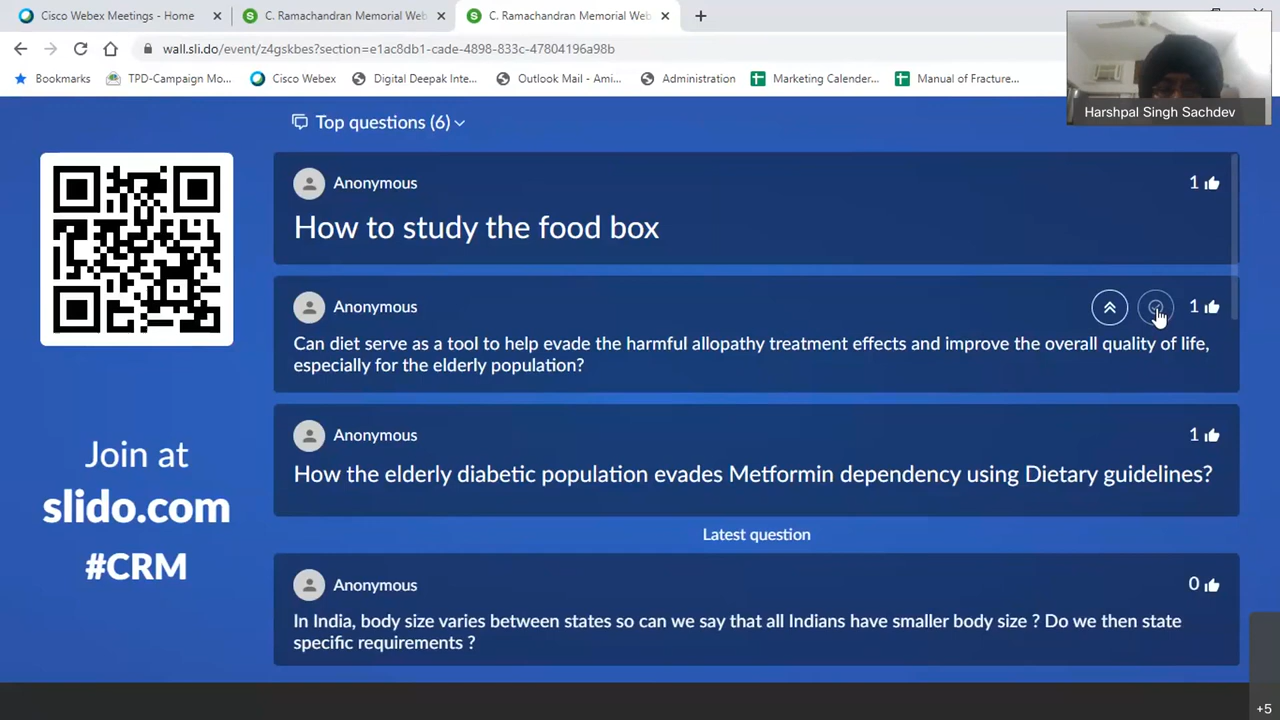 Cisco Webex Meetings - Home
C. Ramachandran Memorial Web
C. Ramachandran Memorial Web
wall.sli.do/event/z4gskbes?section=e1ac8db1-cade-4898-833c-47804196a98b
Bookmarks
TPD-Campaign Mo...
Cisco Webex
Digital Deepak Inte...
Outlook Mail - Ami...
Administration
Marketing Calender...
Manual of Fracture...
Harshpal Singh Sachdev
Top questions (6)
Anonymous
1
How to study the food box
Anonymous
1
Can diet serve as a tool to help evade the harmful allopathy treatment effects and improve the overall quality of life,
especially for the elderly population?
Anonymous
1
How the elderly diabetic population evades Metformin dependency using Dietary guidelines?
Latest question
Anonymous
0
In India, body size varies between states so can we say that all Indians have smaller body size ? Do we then state
specific requirements ?
Join at
slido.com
#CRM
+5